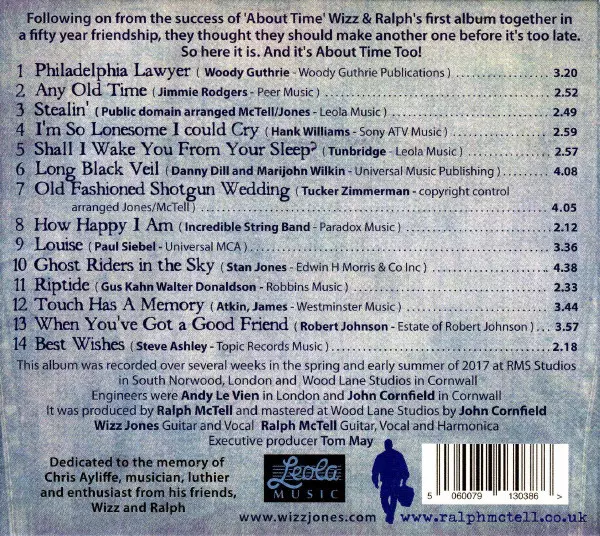 Following on from the success of 'About Time' Wizz & Ralph's first album together in
a fifty year friendship, they thought they should make another one before it's too late.
So here it is. And it's About Time Too!
1 Philadelphia Lawyer ( Woody Guthrie - Woody Guthrie Publications ) ........ 3.20
2 Any Old Time ( Jimmie Rodgers - Peer Music ) ........ 2.52
3 Stealin' ( Public domain arranged McTell/Jones - Leola Music ) ........ 2.49
4 I'm So Lonesome I could Cry ( Hank Williams - Sony ATV Music ) ........ 2.59
5 Shall I Wake You From Your Sleep? ( Tunbridge - Leola Music ) ........ 2.57
6 Long Black Veil ( Danny Dill and Marijohn Wilkin - Universal Music Publishing ) ........ 4.08
7 Old Fashioned Shotgun Wedding ( Tucker Zimmerman - copyright control
arranged Jones/McTell ) ........ 4.05
8 How Happy I Am ( Incredible String Band - Paradox Music ) ........ 2.12
9 Louise ( Paul Siebel - Universal MCA ) ........ 3.36
10 Ghost Riders in the Sky ( Stan Jones - Edwin H Morris & Co Inc ) ........ 4.38
11 Riptide ( Gus Kahn Walter Donaldson - Robbins Music ) ........ 2.33
12 Touch Has A Memory ( Atkin, James - Westminster Music ) ........ 3.44
13 When You've Got a Good Friend ( Robert Johnson - Estate of Robert Johnson ) ... 3.57
14 Best Wishes ( Steve Ashley - Topic Records Music ) ........ 2.18
This album was recorded over several weeks in the spring and early summer of 2017 at RMS Studios
in South Norwood, London and Wood Lane Studios in Cornwall
Engineers were Andy Le Vien in London and John Cornfield in Cornwall
It was produced by Ralph McTell and mastered at Wood Lane Studios by John Cornfield
Wizz Jones Guitar and Vocal Ralph McTell Guitar, Vocal and Harmonica
Executive producer Tom May
Dedicated to the memory of
Chris Ayliffe, musician, luthier
and enthusiast from his friends,
Wizz and Ralph
Leola
MUSIC
5 060079 130386 >
www.wizzjones.com www.ralphmctell.co.uk